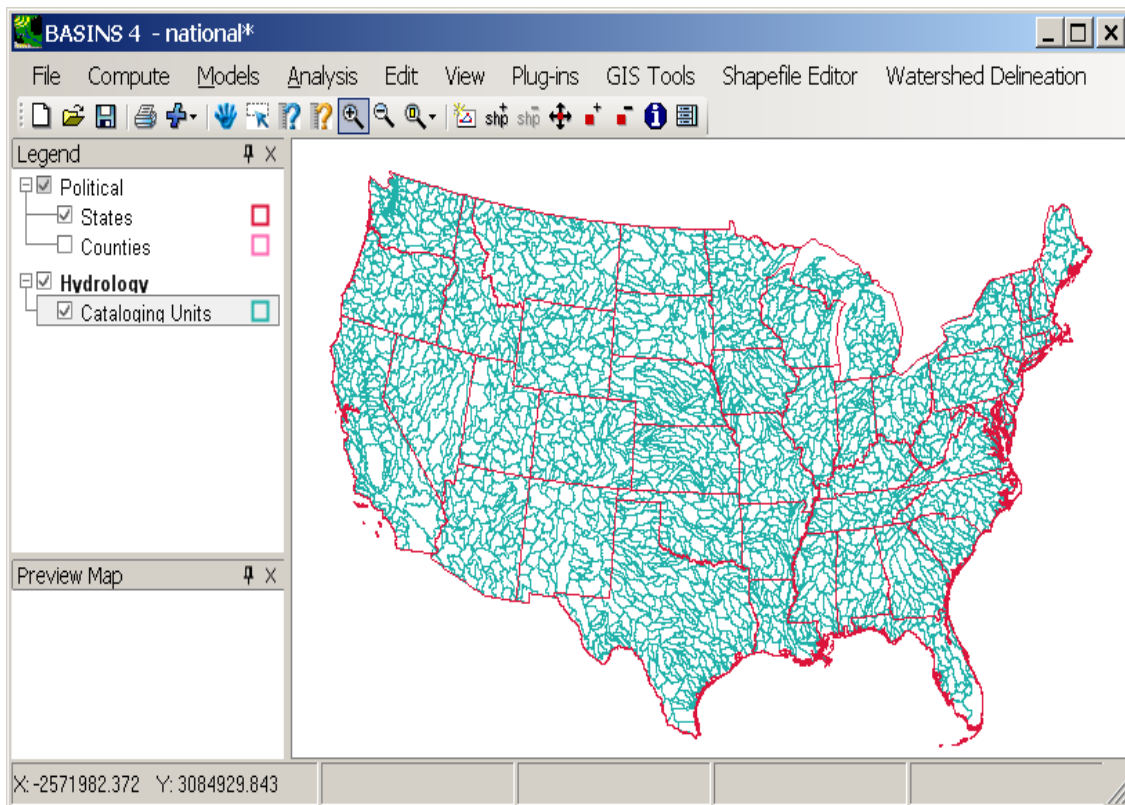 BASINS 4 - national*
File Compute Models Analysis Edit View Plug-ins GIS Tools Shapefile Editor Watershed Delineation
shp shp
Legend
Political
States
Counties
Hydrology
Cataloging Units
Preview Map
X: -2571982.372 Y: 3084929.843